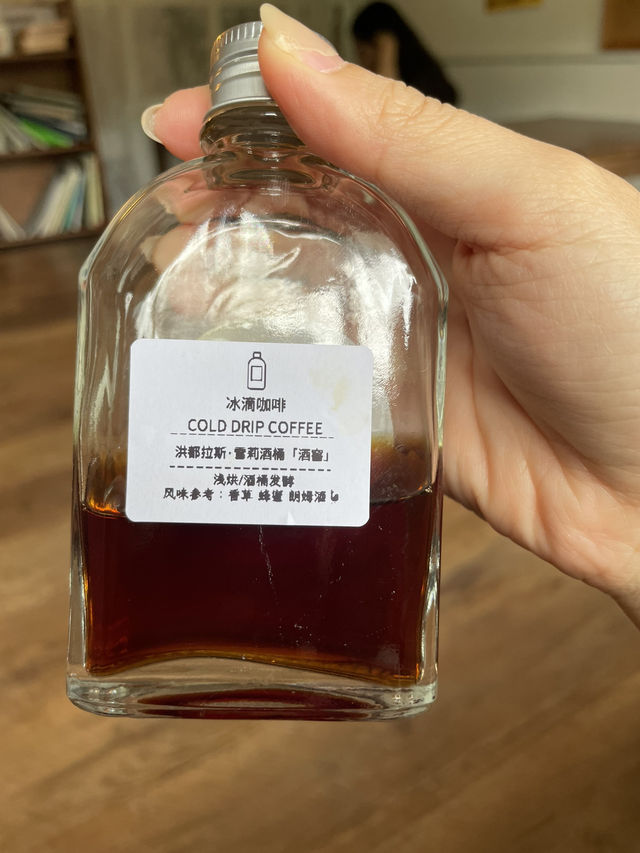 冰滴咖啡
COLD DRIP COFFEE
洪都拉斯·雪莉酒桶「酒窖」
浅烘/酒桶发酵
风味参考：香草 蜂蜜 朗姆酒